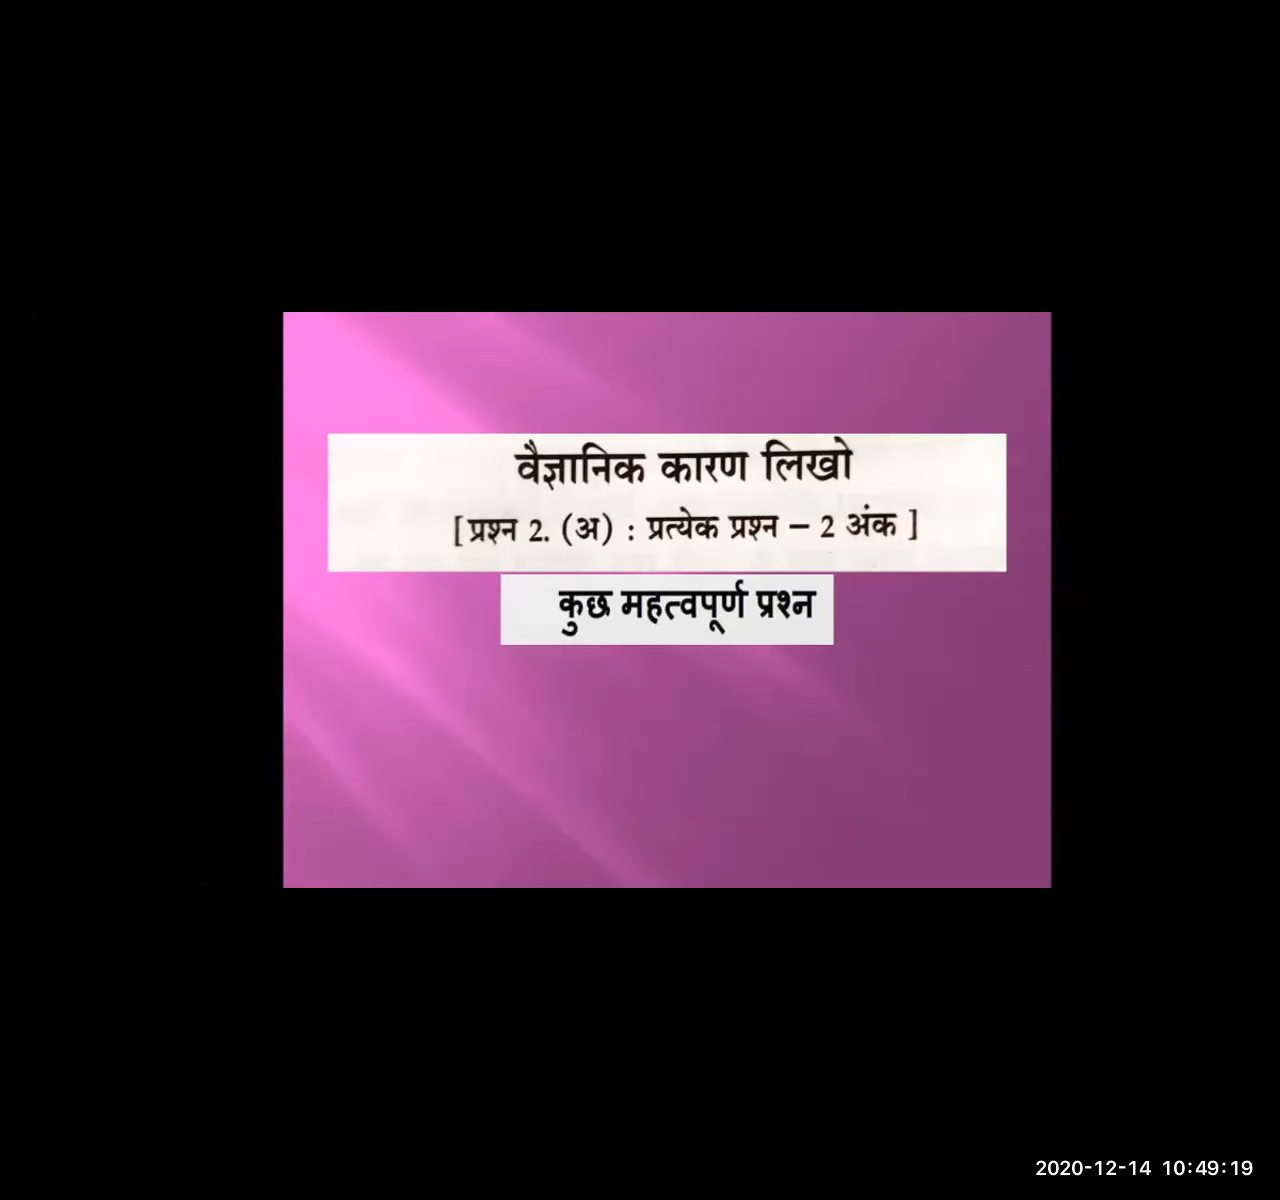 वैज्ञानिक कारण लिखो
[ प्रश्न 2. (अ) : प्रत्येक प्रश्न – 2 अंक ]
कुछ महत्वपूर्ण प्रश्न
2020-12-14 10:49:19